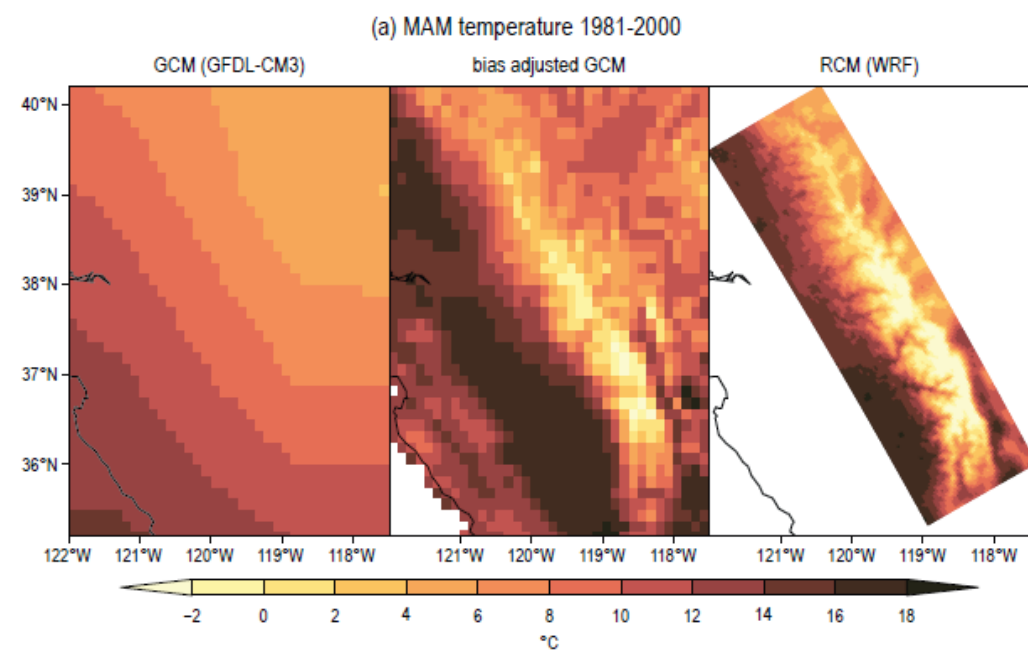 (a) MAM temperature 1981-2000
GCM (GFDL-CM3) bias adjusted GCM RCM (WRF)
40°N
39°N
38°N
37°N
36°N
122°W 121°W 120°W 119°W 118°W 121°W 120°W 119°W 118°W 121°W 120°W 119°W 118°W
−2 0 2 4 6 8 10 12 14 16 18
°C